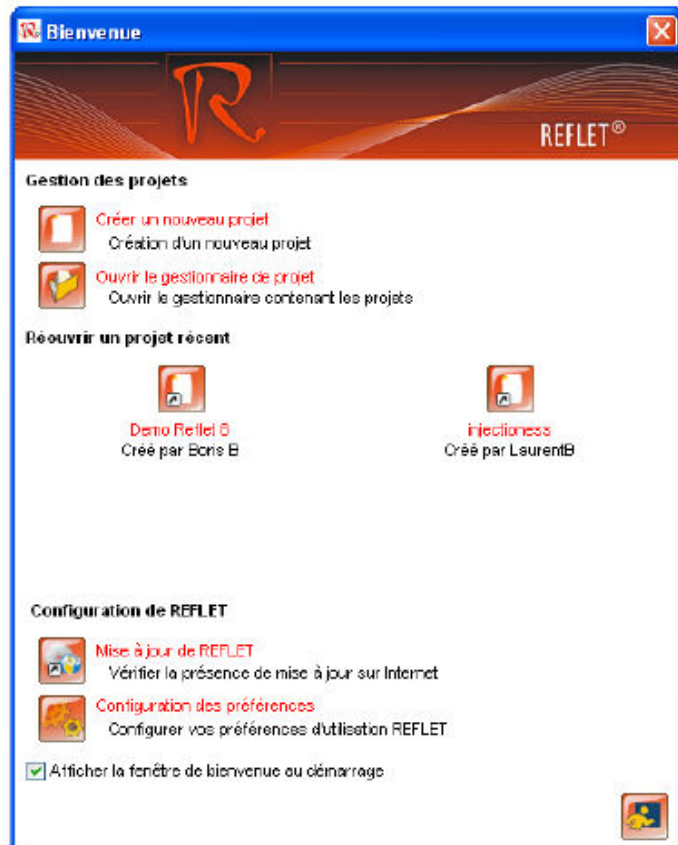 Bienvenue
R
REFLET®
Gestion des projets
Créer un nouveau projet
Création d'un nouveau projet
Ouvrir le gestionnaire de projet
Ouvrir le gestionnaire contenant les projets
Réouvrir un projet récent
Demo Reflet 6
Créé par Boris B
injectioness
Créé par LaurentB
Configuration de REFLET
Mise à jour de REFLET
Vérifier la présence de mise à jour sur Internet
Configuration des préférences
Configurer vos préférences d'utilisation REFLET
Afficher la fenêtre de bienvenue au démarrage